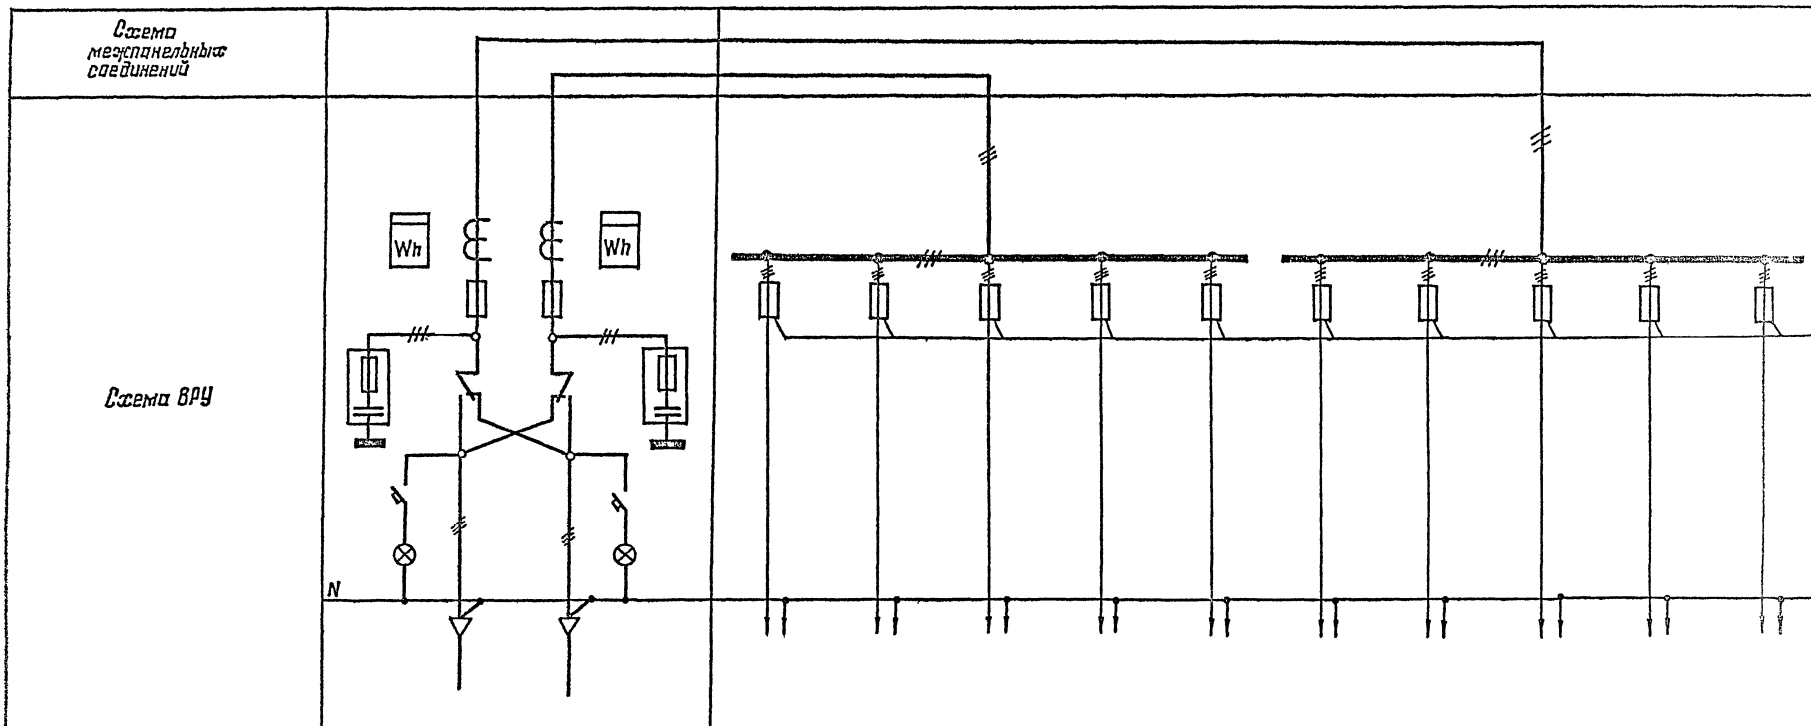 Схема
межпанельных
соединений
Wh
Wh
Схема ВРУ
N